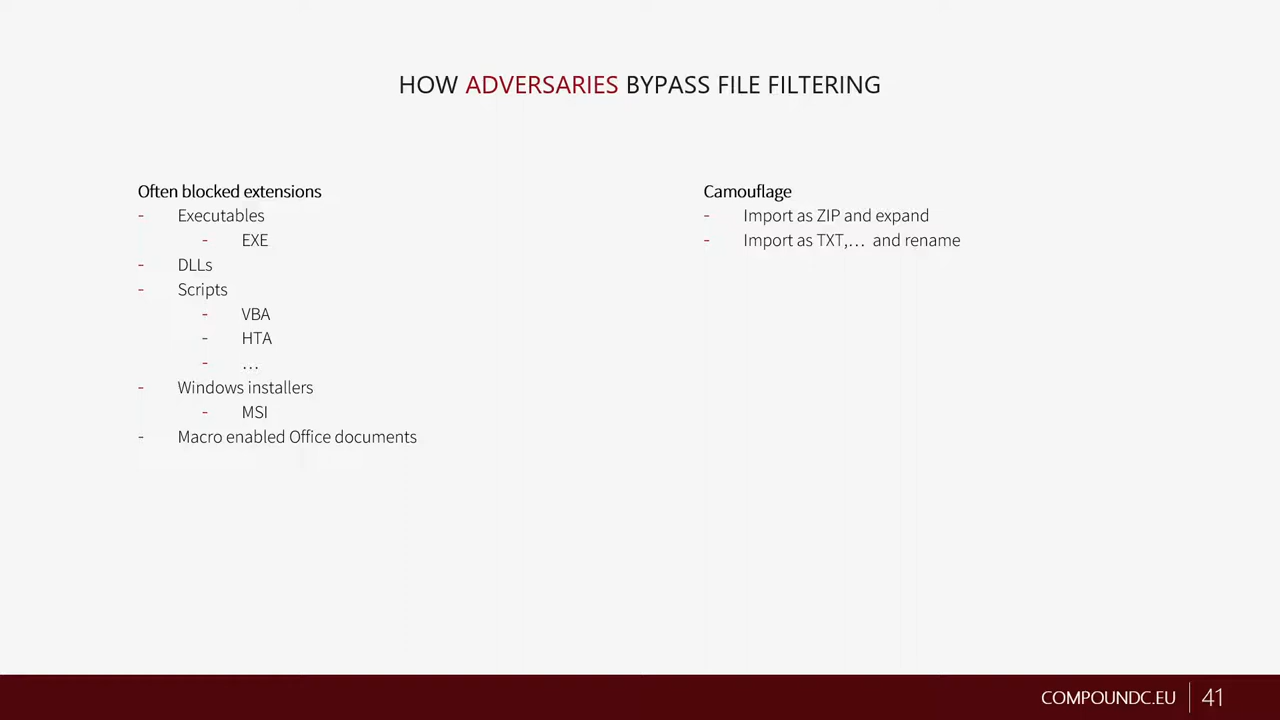 HOW ADVERSARIES BYPASS FILE FILTERING
Often blocked extensions
- Executables
- EXE
- DLLs
- Scripts
- VBA
- HTA
- …
- Windows installers
- MSI
- Macro enabled Office documents
Camouflage
- Import as ZIP and expand
- Import as TXT,… and rename
COMPOUNDC.EU 41